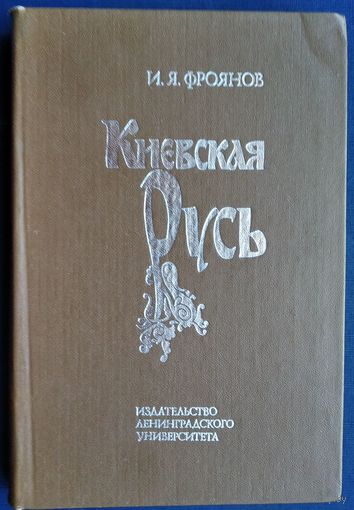 И. Я. ФРОЯНОВ
КИЕВСКАЯ
РУСЬ
ИЗДАТЕЛЬСТВО
ЛЕНИНГРАДСКОГО
УНИВЕРСИТЕТА